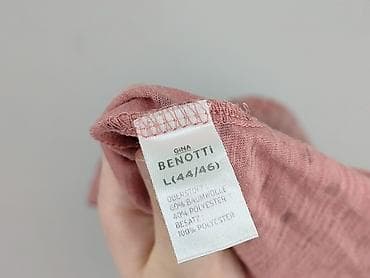 GINA
BENOTTi
L(44/46)
OBERSTOFF:
60% BAUMWOLLE
40% POLYESTER
BESATZ:
100% POLYESTER